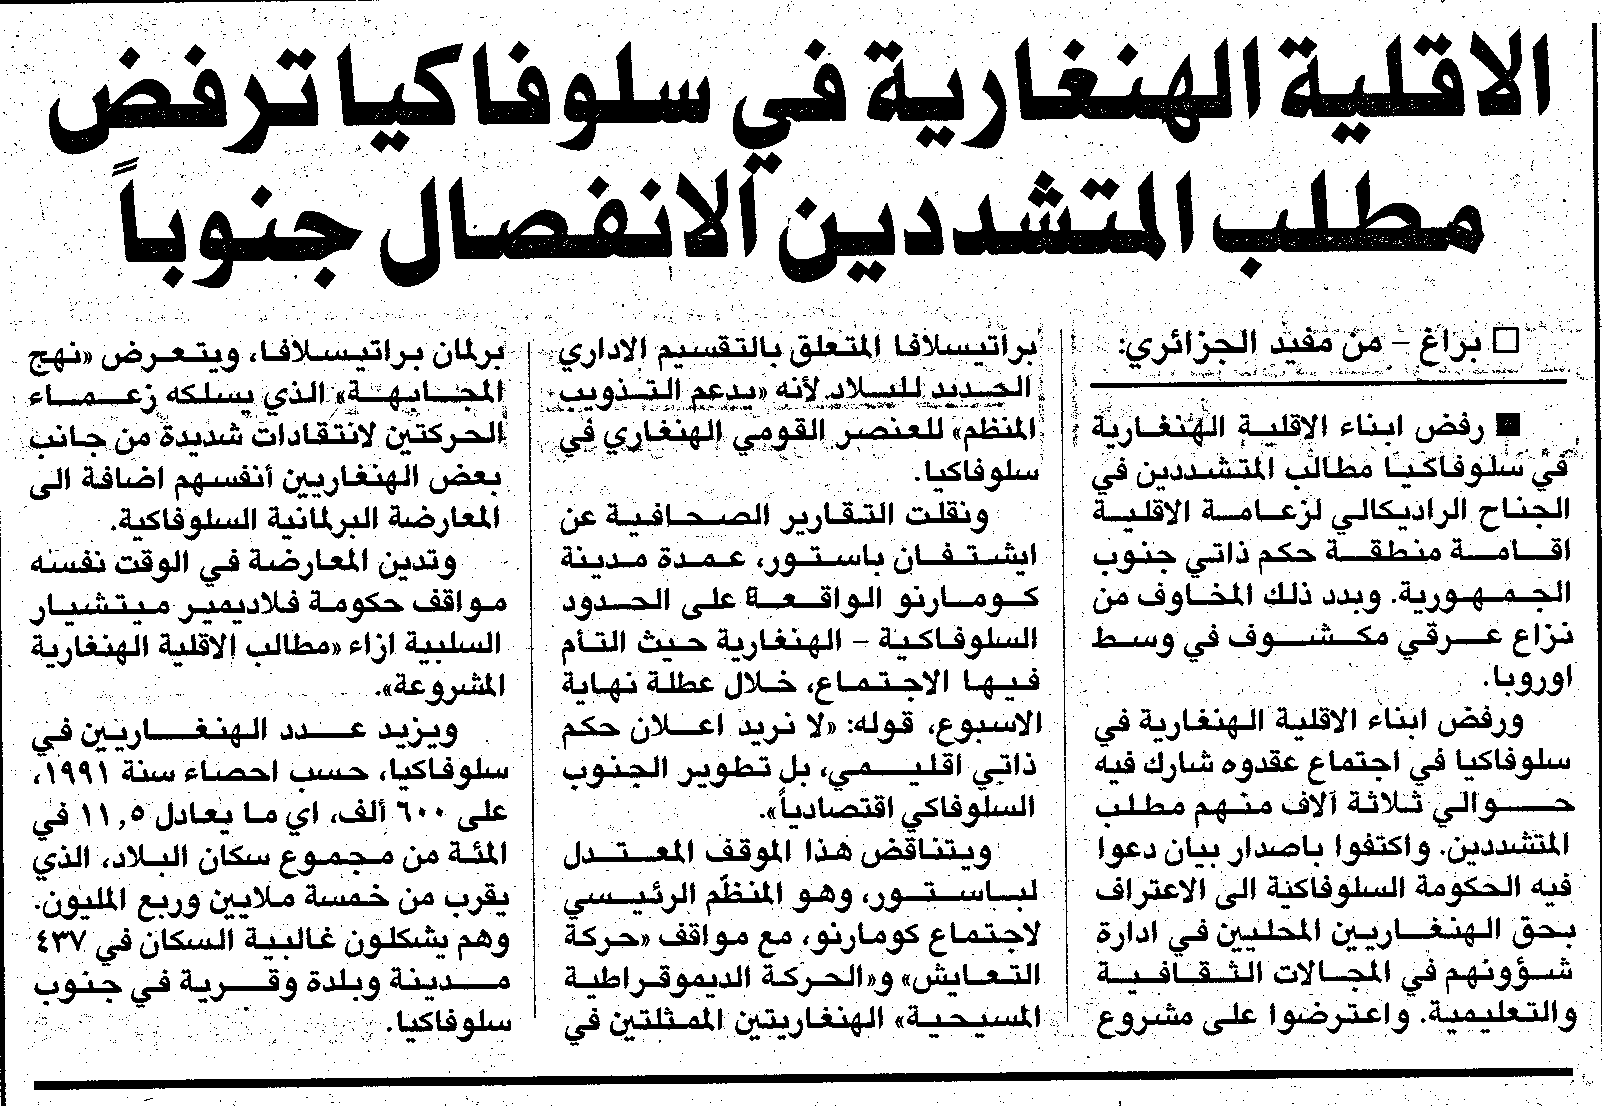 الاقلية الهنغارية في سلوفاكيا ترفض
مطلب المتشددين الانفصال جنوباً
□ براغ – من مفيد الجزائري:
■ رفض ابناء الاقلية الهنغارية
في سلوفاكيا مطالب المتشددين في
الجناح الراديكالي لزعامة الاقلية
اقامة منطقة حكم ذاتي جنوب
الجمهورية. وبدد ذلك المخاوف من
نزاع عرقي مكشوف في وسط
اوروبا.
ورفض ابناء الاقلية الهنغارية في
سلوفاكيا في اجتماع عقدوه شارك فيه
حوالي ثلاثة آلاف منهم مطلب
المتشددين. واكتفوا باصدار بيان دعوا
فيه الحكومة السلوفاكية الى الاعتراف
بحق الهنغاريين المحليين في ادارة
شؤونهم في المجالات الثقافية
والتعليمية. واعترضوا على مشروع
براتيسلافا المتعلق بالتقسيم الاداري
الجديد للبلاد لأنه «يدعم التذويب
المنظم» للعنصر القومي الهنغاري في
سلوفاكيا.
ونقلت التقارير الصحافية عن
ايشتفان باستور، عمدة مدينة
كومارنو الواقعة على الحدود
السلوفاكية – الهنغارية حيث التأم
فيها الاجتماع، خلال عطلة نهاية
الاسبوع، قوله: «لا نريد اعلان حكم
ذاتي اقليمي، بل تطوير الجنوب
السلوفاكي اقتصادياً».
ويتناقض هذا الموقف المعتدل
لباستور، وهو المنظّم الرئيسي
لاجتماع كومارنو، مع مواقف «حركة
التعايش» و«الحركة الديموقراطية
المسيحية» الهنغاريتين الممثلتين في
برلمان براتيسلافا، ويتعرض «نهج
المجابهة» الذي يسلكه زعماء
الحركتين لانتقادات شديدة من جانب
بعض الهنغاريين أنفسهم اضافة الى
المعارضة البرلمانية السلوفاكية.
وتدين المعارضة في الوقت نفسه
مواقف حكومة فلاديمير ميتشيار
السلبية ازاء «مطالب الاقلية الهنغارية
المشروعة».
ويزيد عدد الهنغاريين في
سلوفاكيا، حسب احصاء سنة ١٩٩١،
على ٦٠٠ ألف، اي ما يعادل ١١,٥ في
المئة من مجموع سكان البلاد، الذي
يقرب من خمسة ملايين وربع المليون.
وهم يشكلون غالبية السكان في ٤٣٧
مدينة وبلدة وقرية في جنوب
سلوفاكيا.